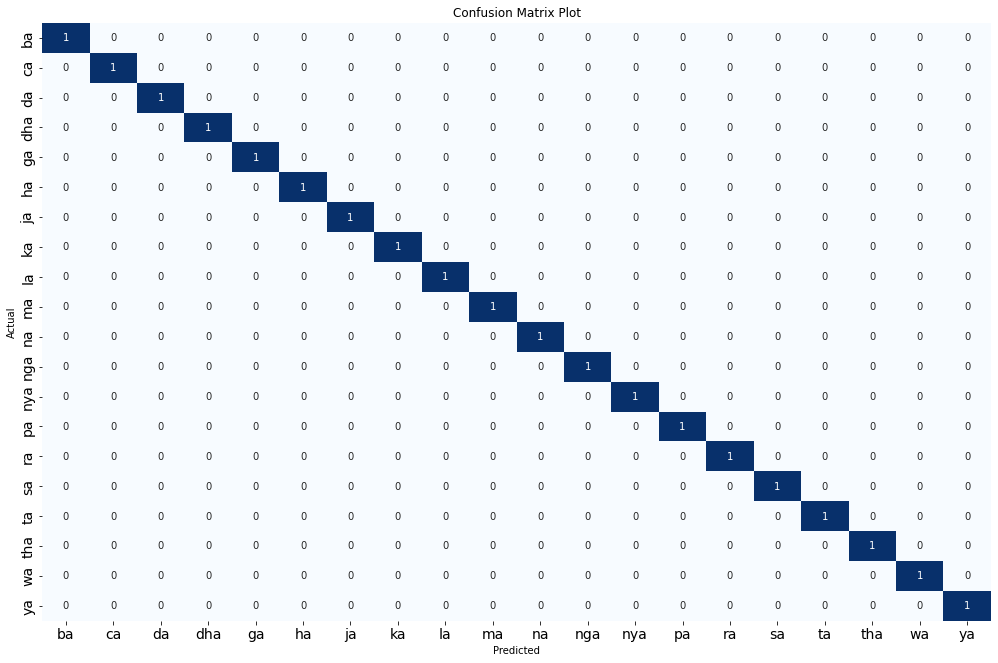 Confusion Matrix Plot
ba 1 0 0 0 0 0 0 0 0 0 0 0 0 0 0 0 0 0 0 0
ca 0 1 0 0 0 0 0 0 0 0 0 0 0 0 0 0 0 0 0 0
da 0 0 1 0 0 0 0 0 0 0 0 0 0 0 0 0 0 0 0 0
dha 0 0 0 1 0 0 0 0 0 0 0 0 0 0 0 0 0 0 0 0
ga 0 0 0 0 1 0 0 0 0 0 0 0 0 0 0 0 0 0 0 0
ha 0 0 0 0 0 1 0 0 0 0 0 0 0 0 0 0 0 0 0 0
ja 0 0 0 0 0 0 1 0 0 0 0 0 0 0 0 0 0 0 0 0
ka 0 0 0 0 0 0 0 1 0 0 0 0 0 0 0 0 0 0 0 0
la 0 0 0 0 0 0 0 0 1 0 0 0 0 0 0 0 0 0 0 0
ma 0 0 0 0 0 0 0 0 0 1 0 0 0 0 0 0 0 0 0 0
Actual
na 0 0 0 0 0 0 0 0 0 0 1 0 0 0 0 0 0 0 0 0
nga 0 0 0 0 0 0 0 0 0 0 0 1 0 0 0 0 0 0 0 0
nya 0 0 0 0 0 0 0 0 0 0 0 0 1 0 0 0 0 0 0 0
pa 0 0 0 0 0 0 0 0 0 0 0 0 0 1 0 0 0 0 0 0
ra 0 0 0 0 0 0 0 0 0 0 0 0 0 0 1 0 0 0 0 0
sa 0 0 0 0 0 0 0 0 0 0 0 0 0 0 0 1 0 0 0 0
ta 0 0 0 0 0 0 0 0 0 0 0 0 0 0 0 0 1 0 0 0
tha 0 0 0 0 0 0 0 0 0 0 0 0 0 0 0 0 0 1 0 0
wa 0 0 0 0 0 0 0 0 0 0 0 0 0 0 0 0 0 0 1 0
ya 0 0 0 0 0 0 0 0 0 0 0 0 0 0 0 0 0 0 0 1
ba ca da dha ga ha ja ka la ma na nga nya pa ra sa ta tha wa ya
Predicted